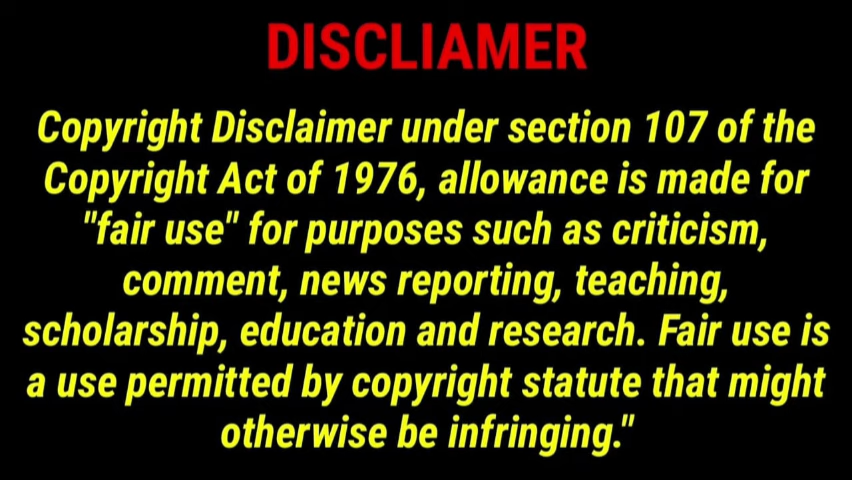 DISCLIAMER
Copyright Disclaimer under section 107 of the
Copyright Act of 1976, allowance is made for
"fair use" for purposes such as criticism,
comment, news reporting, teaching,
scholarship, education and research. Fair use is
a use permitted by copyright statute that might
otherwise be infringing."